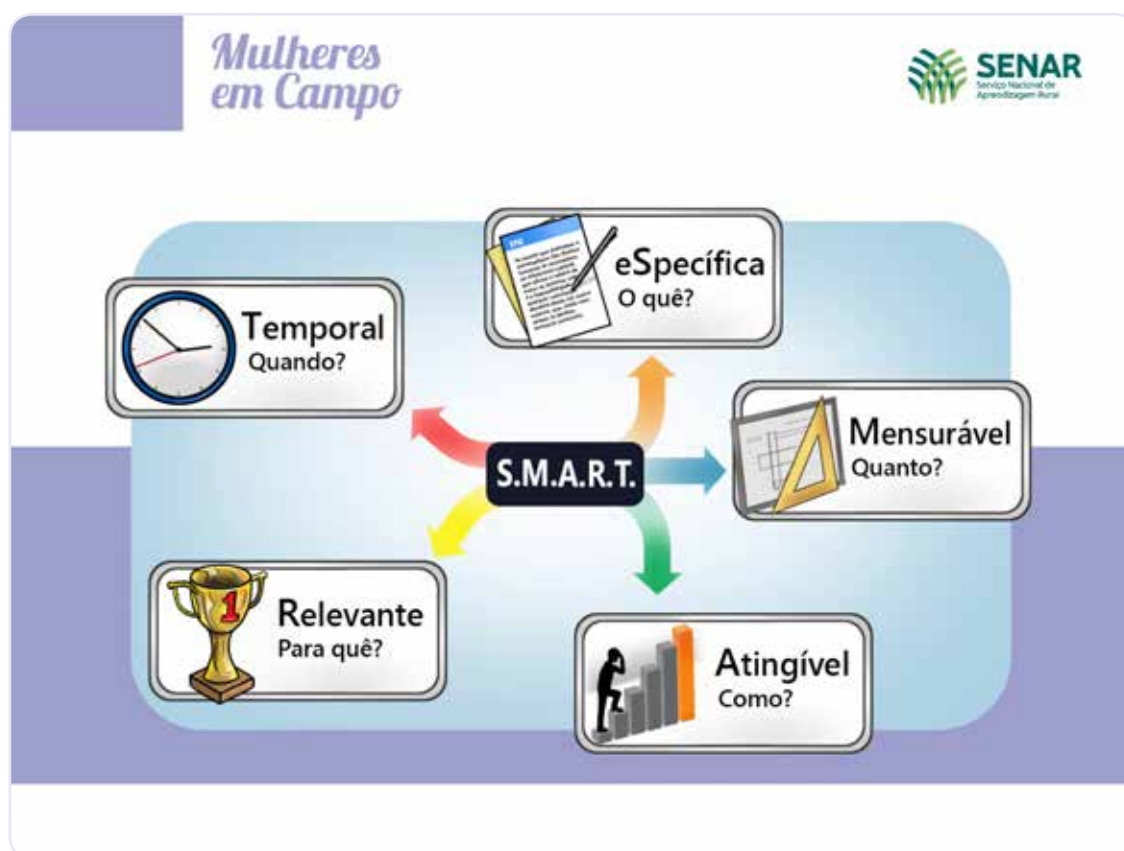 Mulheres
em Campo
SENAR
Serviço Nacional de
Aprendizagem Rural
eSpecífica
O quê?
Temporal
Quando?
Mensurável
Quanto?
S.M.A.R.T.
Relevante
Para quê?
1
Atingível
Como?